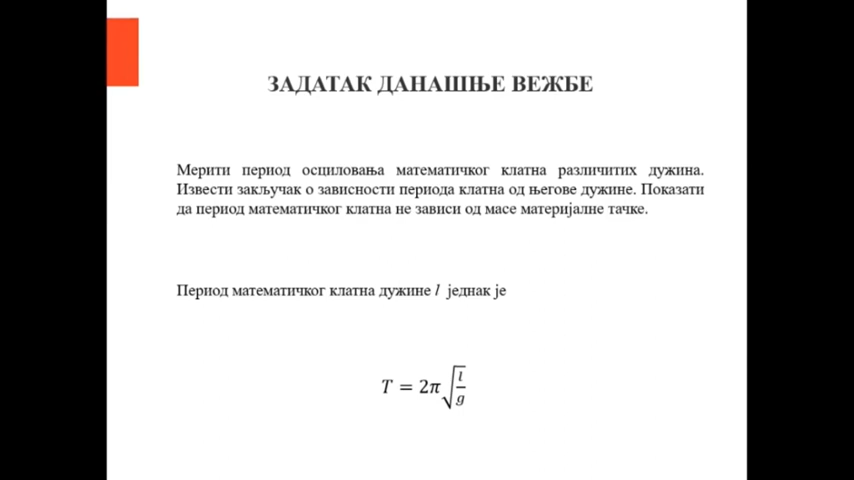 ЗАДАТАК ДАНАШЊЕ ВЕЖБЕ
Мерити период осциловања математичког клатна различитих дужина.
Извести закључак о зависности периода клатна од његове дужине. Показати
да период математичког клатна не зависи од масе материјалне тачке.
Период математичког клатна дужине l једнак је
T = 2π√(l/g)